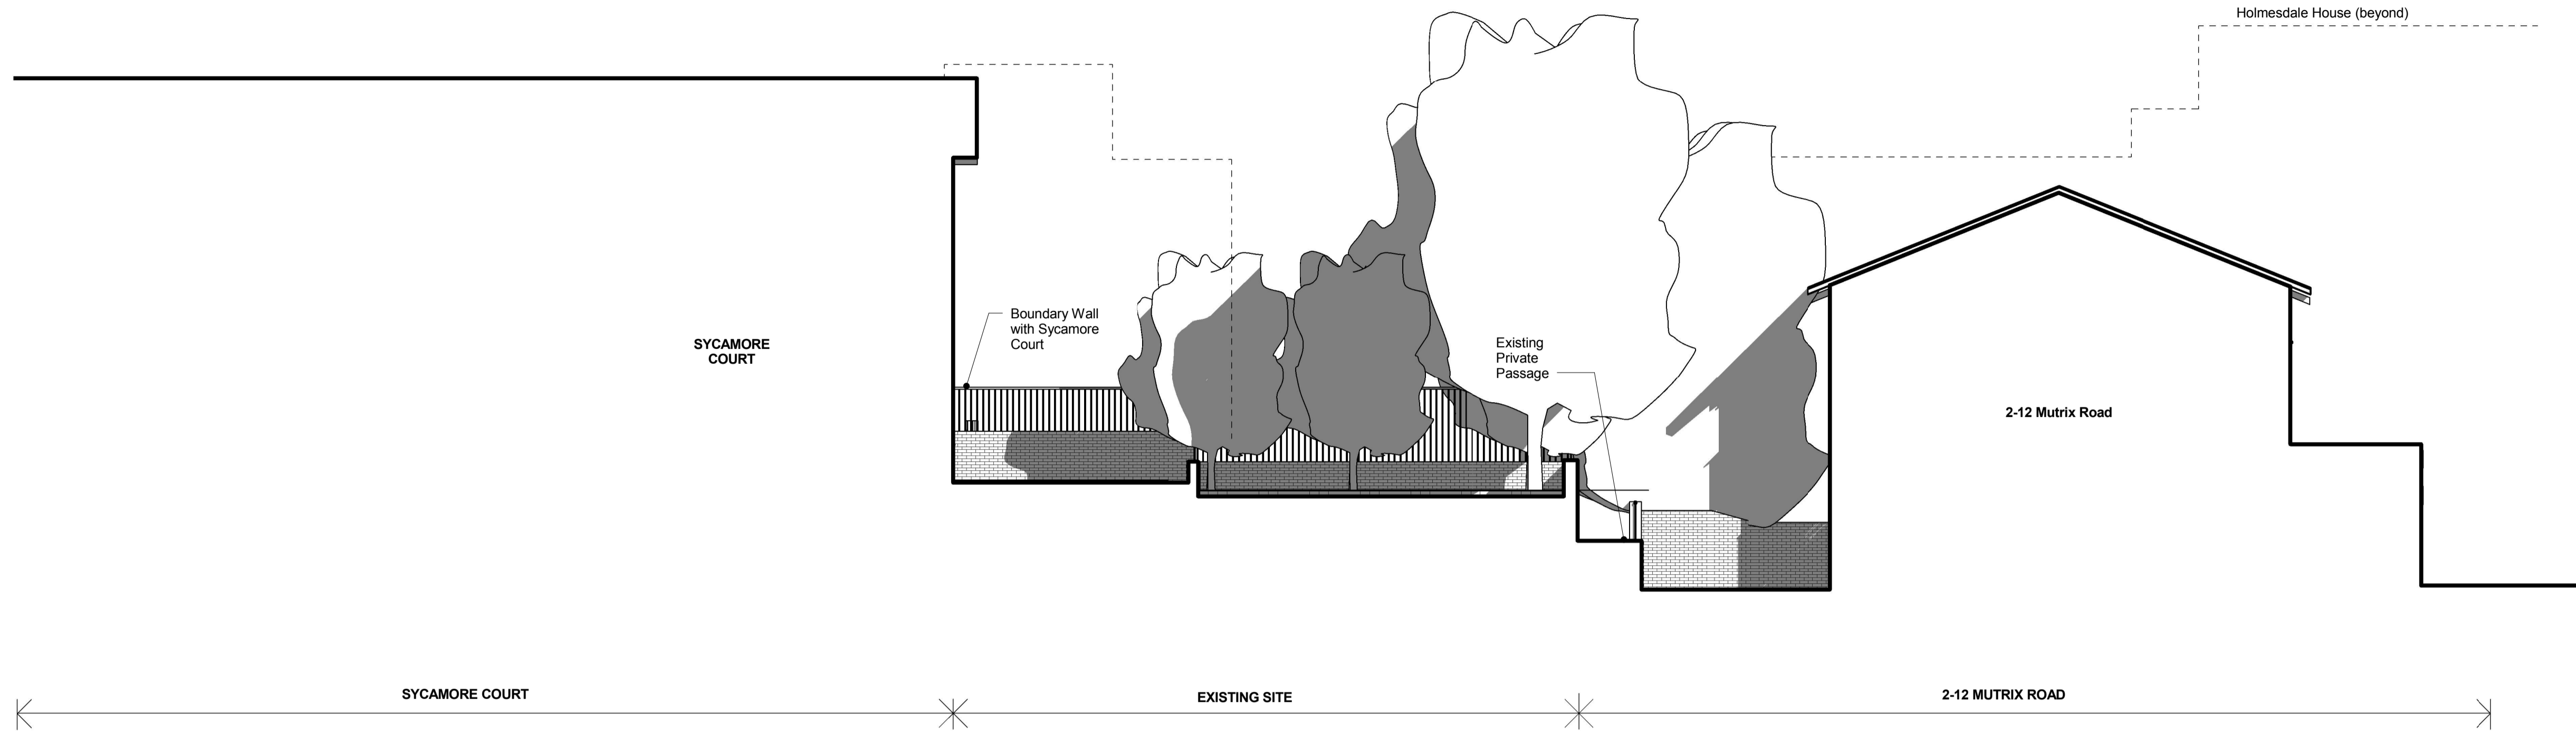 Holmesdale House (beyond)
Boundary Wall
with Sycamore
Court
SYCAMORE
COURT
Existing
Private
Passage
2-12 Mutrix Road
SYCAMORE COURT
EXISTING SITE
2-12 MUTRIX ROAD